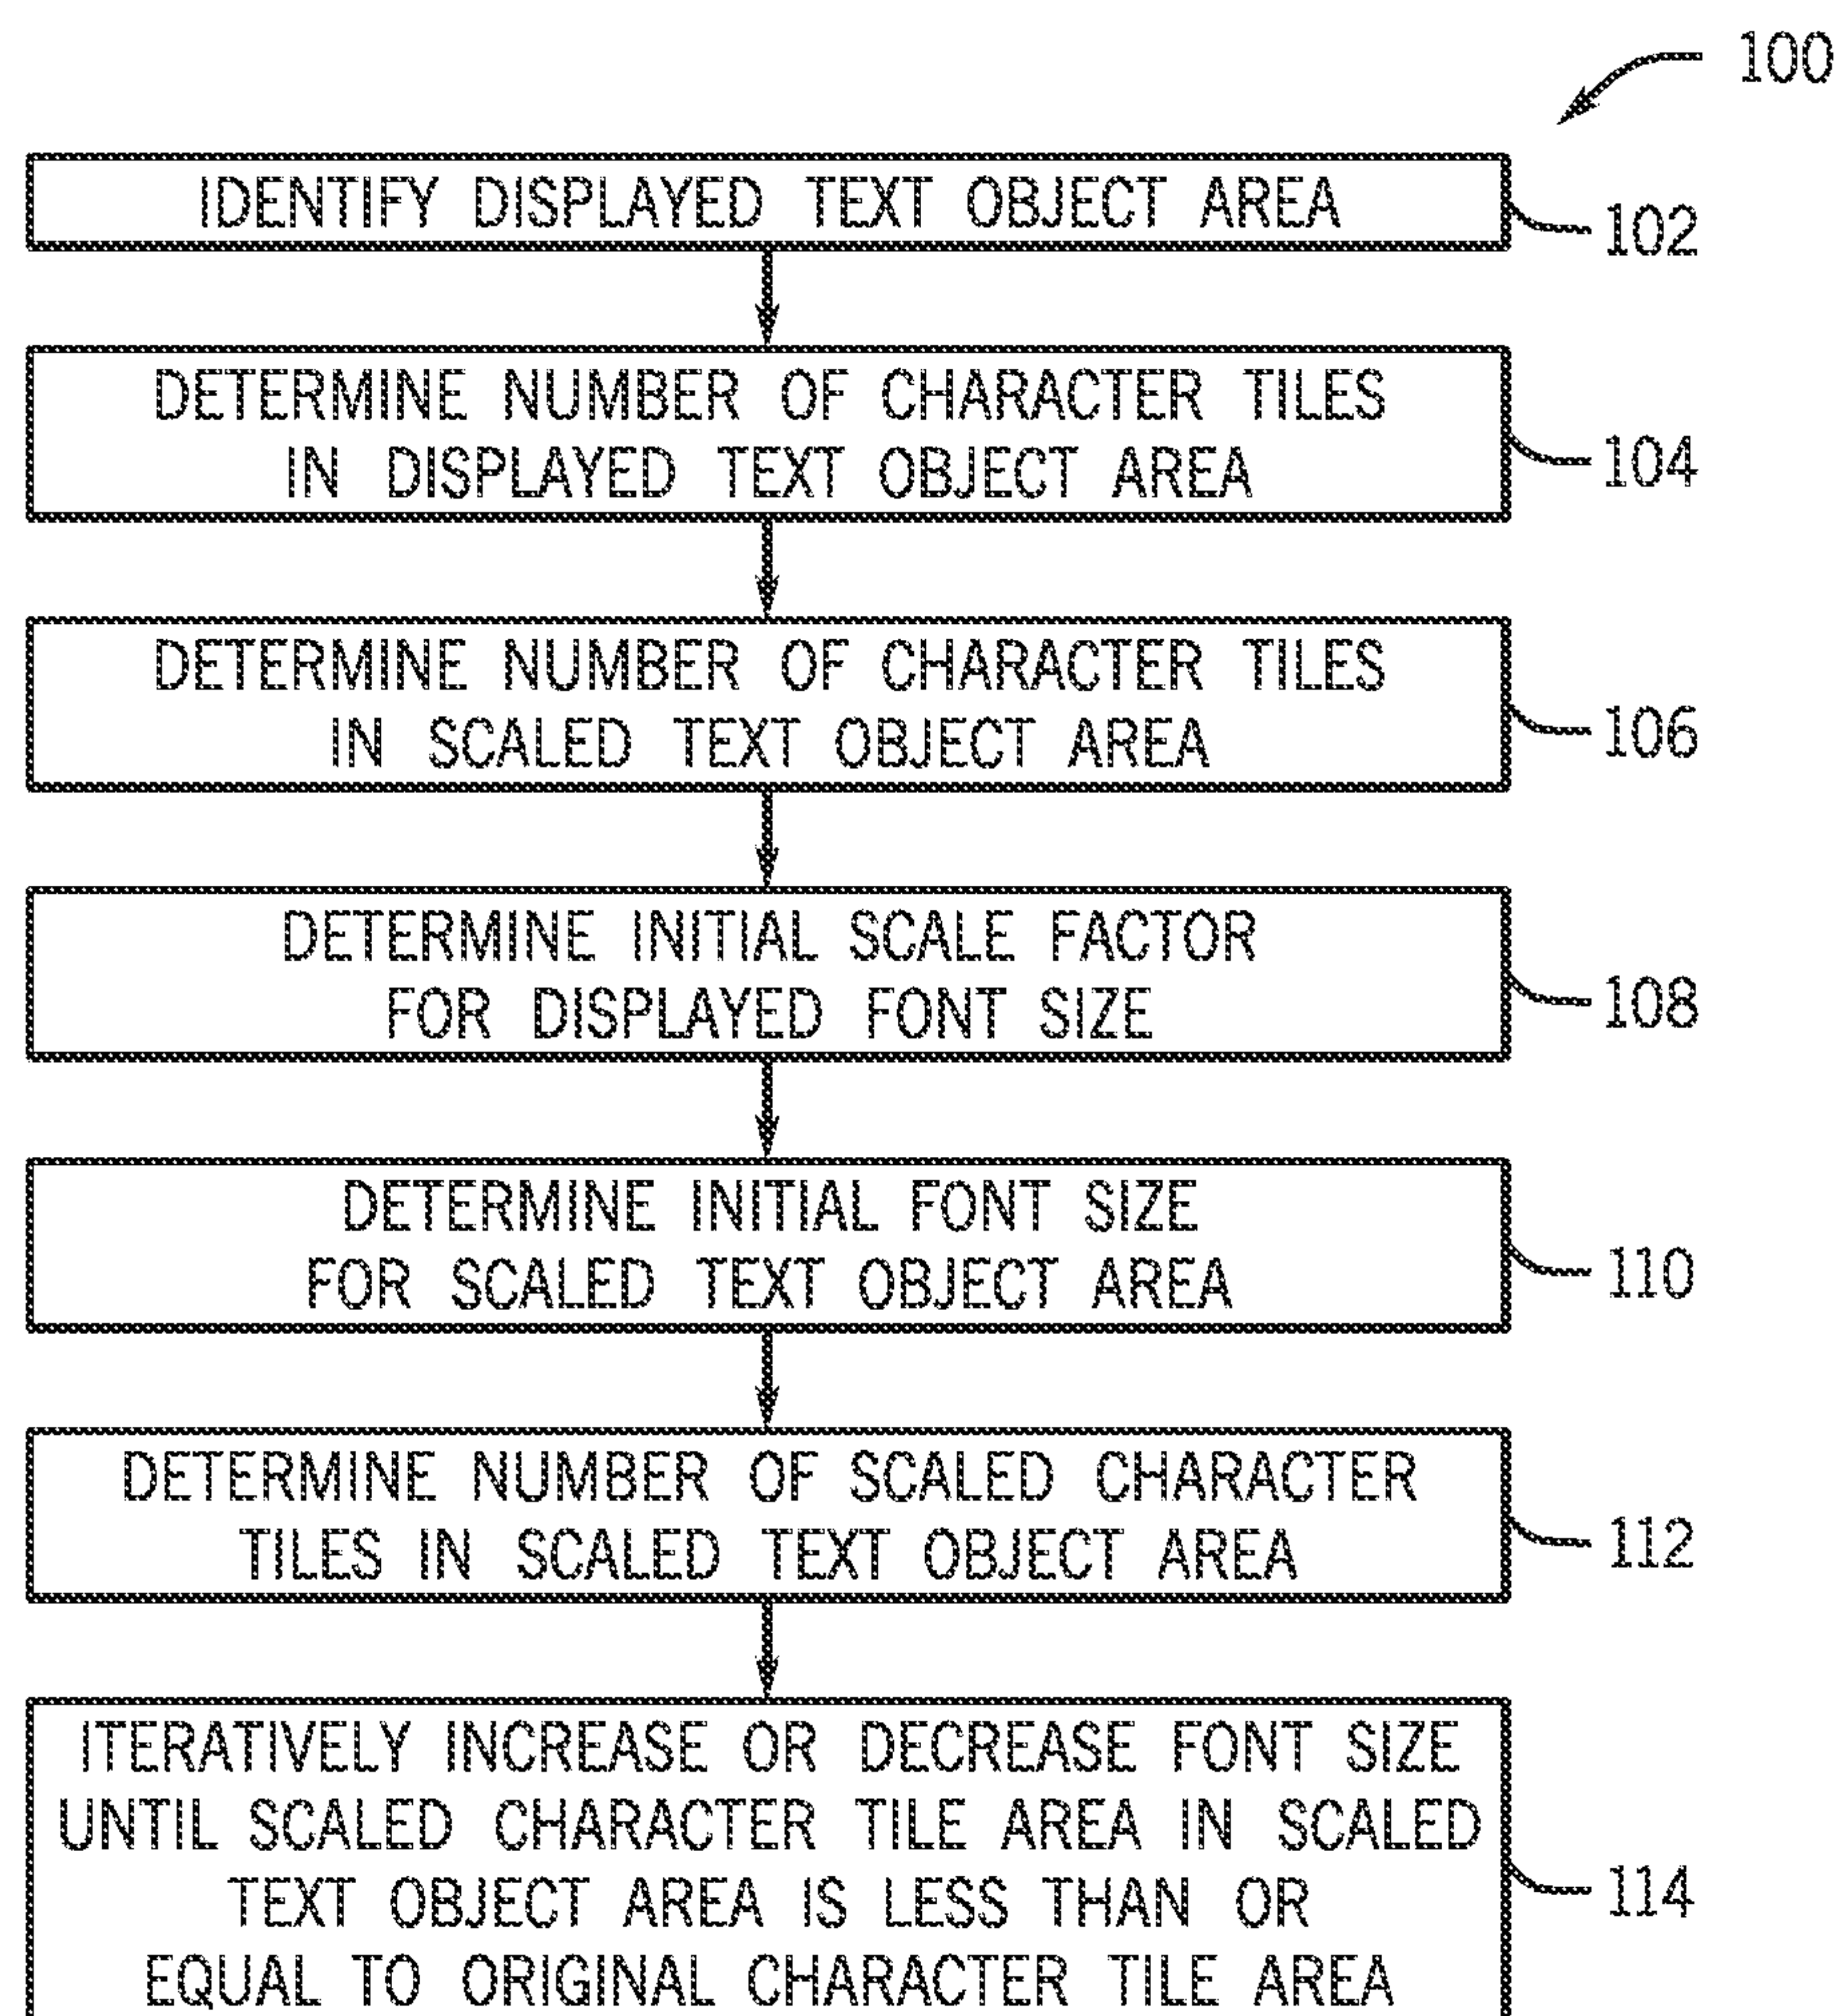 100
IDENTIFY DISPLAYED TEXT OBJECT AREA
102
DETERMINE NUMBER OF CHARACTER TILES
IN DISPLAYED TEXT OBJECT AREA
104
DETERMINE NUMBER OF CHARACTER TILES
IN SCALED TEXT OBJECT AREA
106
DETERMINE INITIAL SCALE FACTOR
FOR DISPLAYED FONT SIZE
108
DETERMINE INITIAL FONT SIZE
FOR SCALED TEXT OBJECT AREA
110
DETERMINE NUMBER OF SCALED CHARACTER
TILES IN SCALED TEXT OBJECT AREA
112
ITERATIVELY INCREASE OR DECREASE FONT SIZE
UNTIL SCALED CHARACTER TILE AREA IN SCALED
TEXT OBJECT AREA IS LESS THAN OR
EQUAL TO ORIGINAL CHARACTER TILE AREA
114